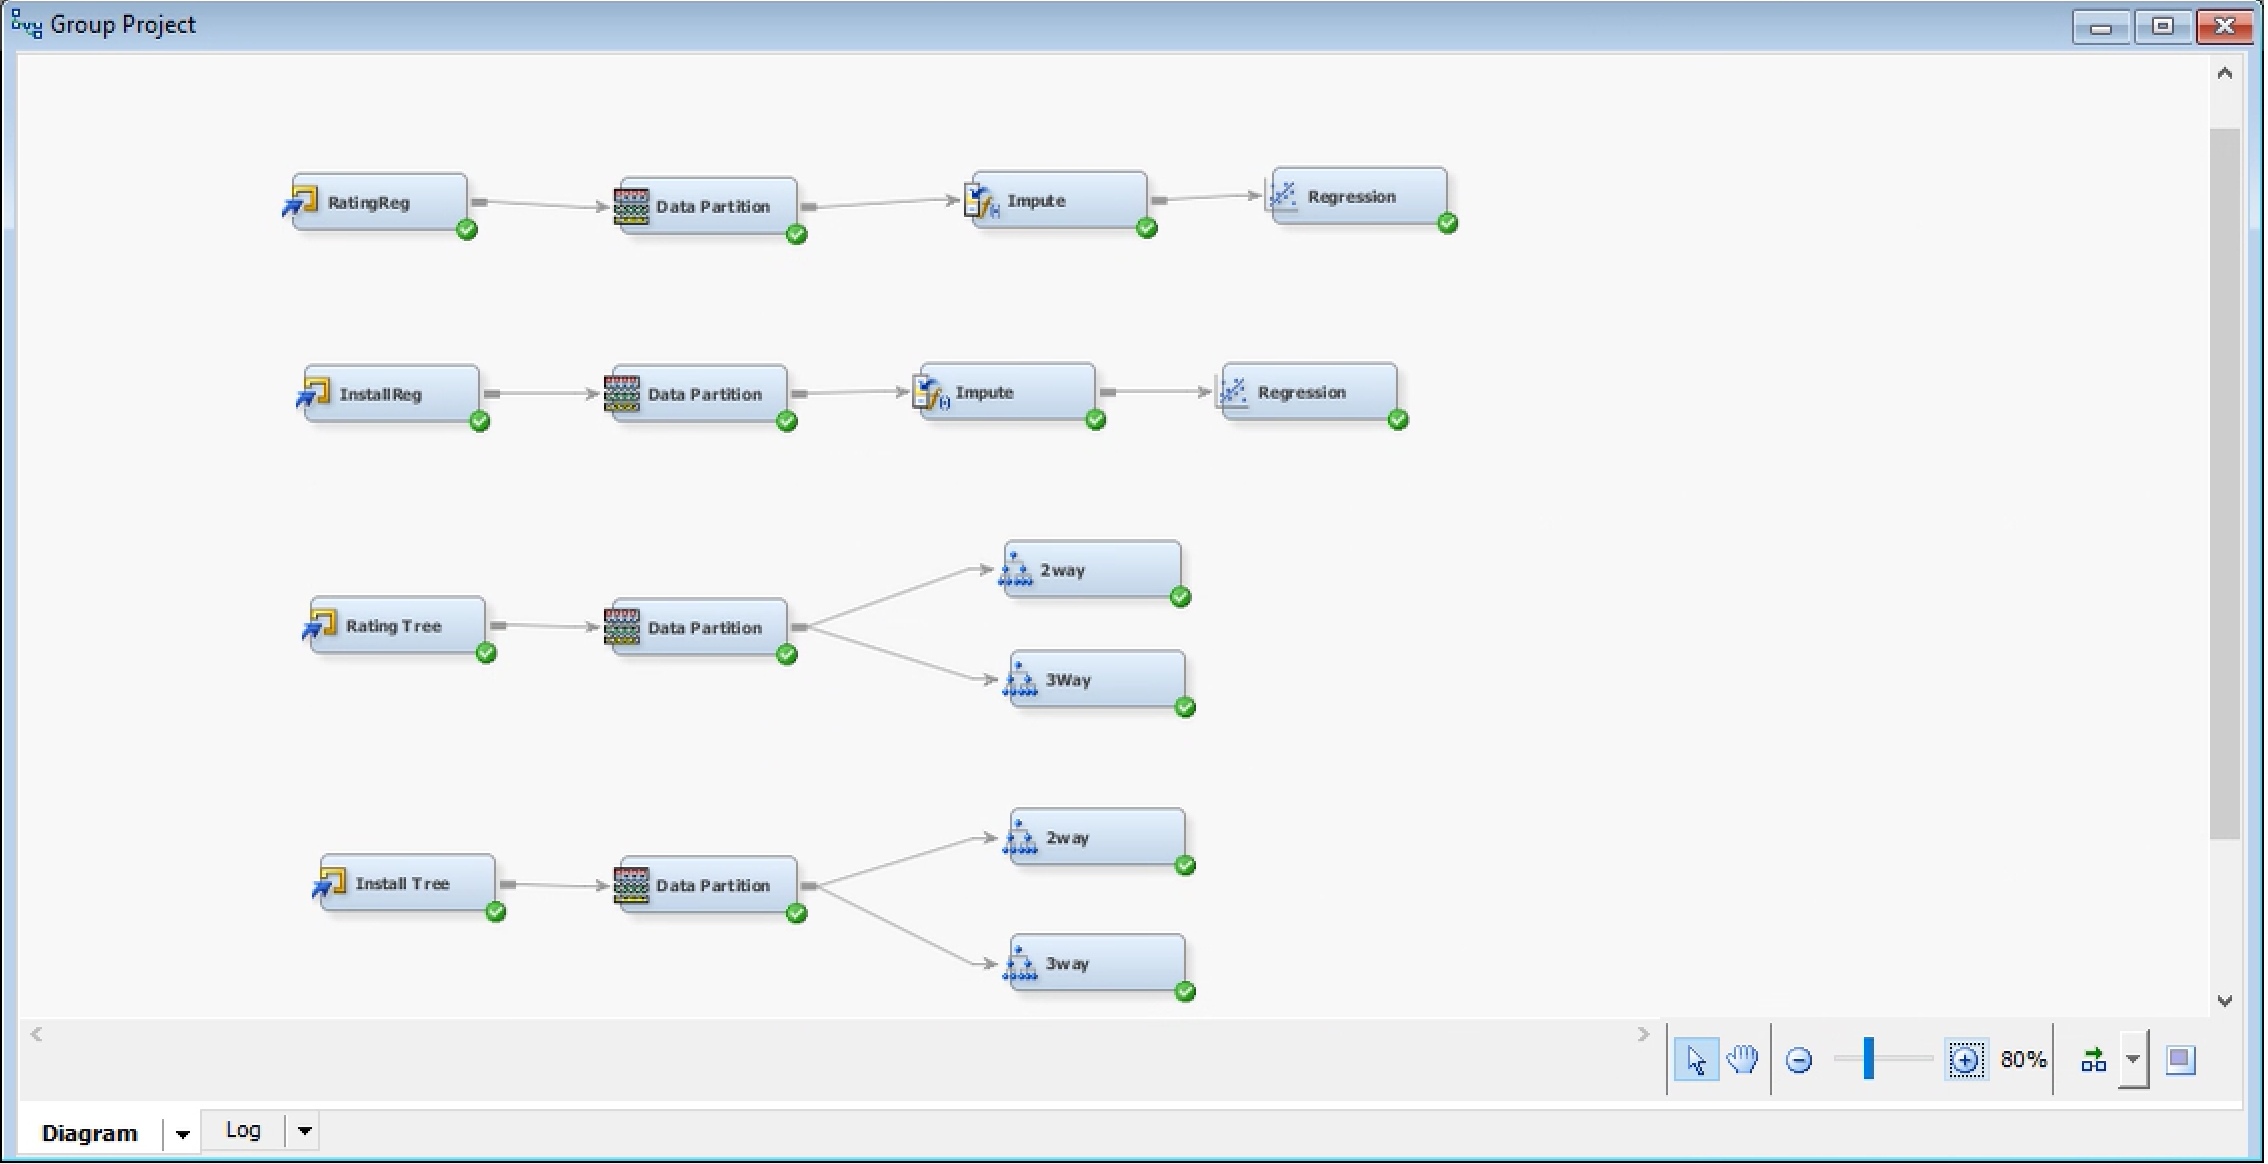 Group Project
RatingReg
Data Partition
Impute
Regression
InstallReg
Data Partition
Impute
Regression
2way
Rating Tree
Data Partition
3Way
2way
Install Tree
Data Partition
3way
80%
Diagram
Log